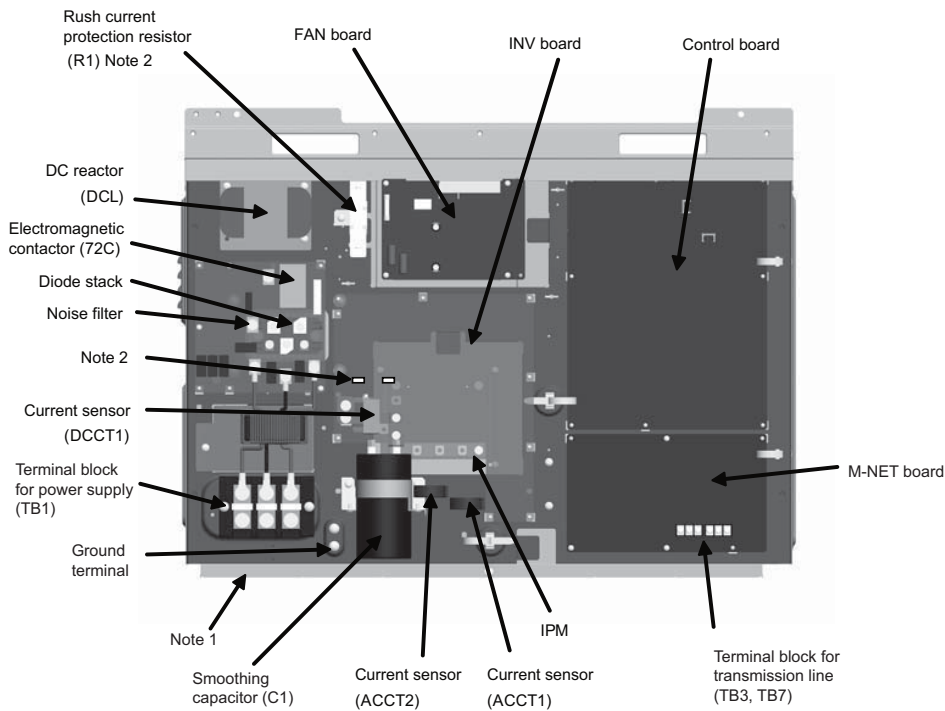 Rush current
protection resistor
(R1) Note 2
FAN board
INV board
Control board
DC reactor
(DCL)
Electromagnetic
contactor (72C)
Diode stack
Noise filter
Note 2
Current sensor
(DCCT1)
Terminal block
for power supply
(TB1)
Ground
terminal
Note 1
Smoothing
capacitor (C1)
Current sensor
(ACCT2)
Current sensor
(ACCT1)
IPM
M-NET board
Terminal block for
transmission line
(TB3, TB7)